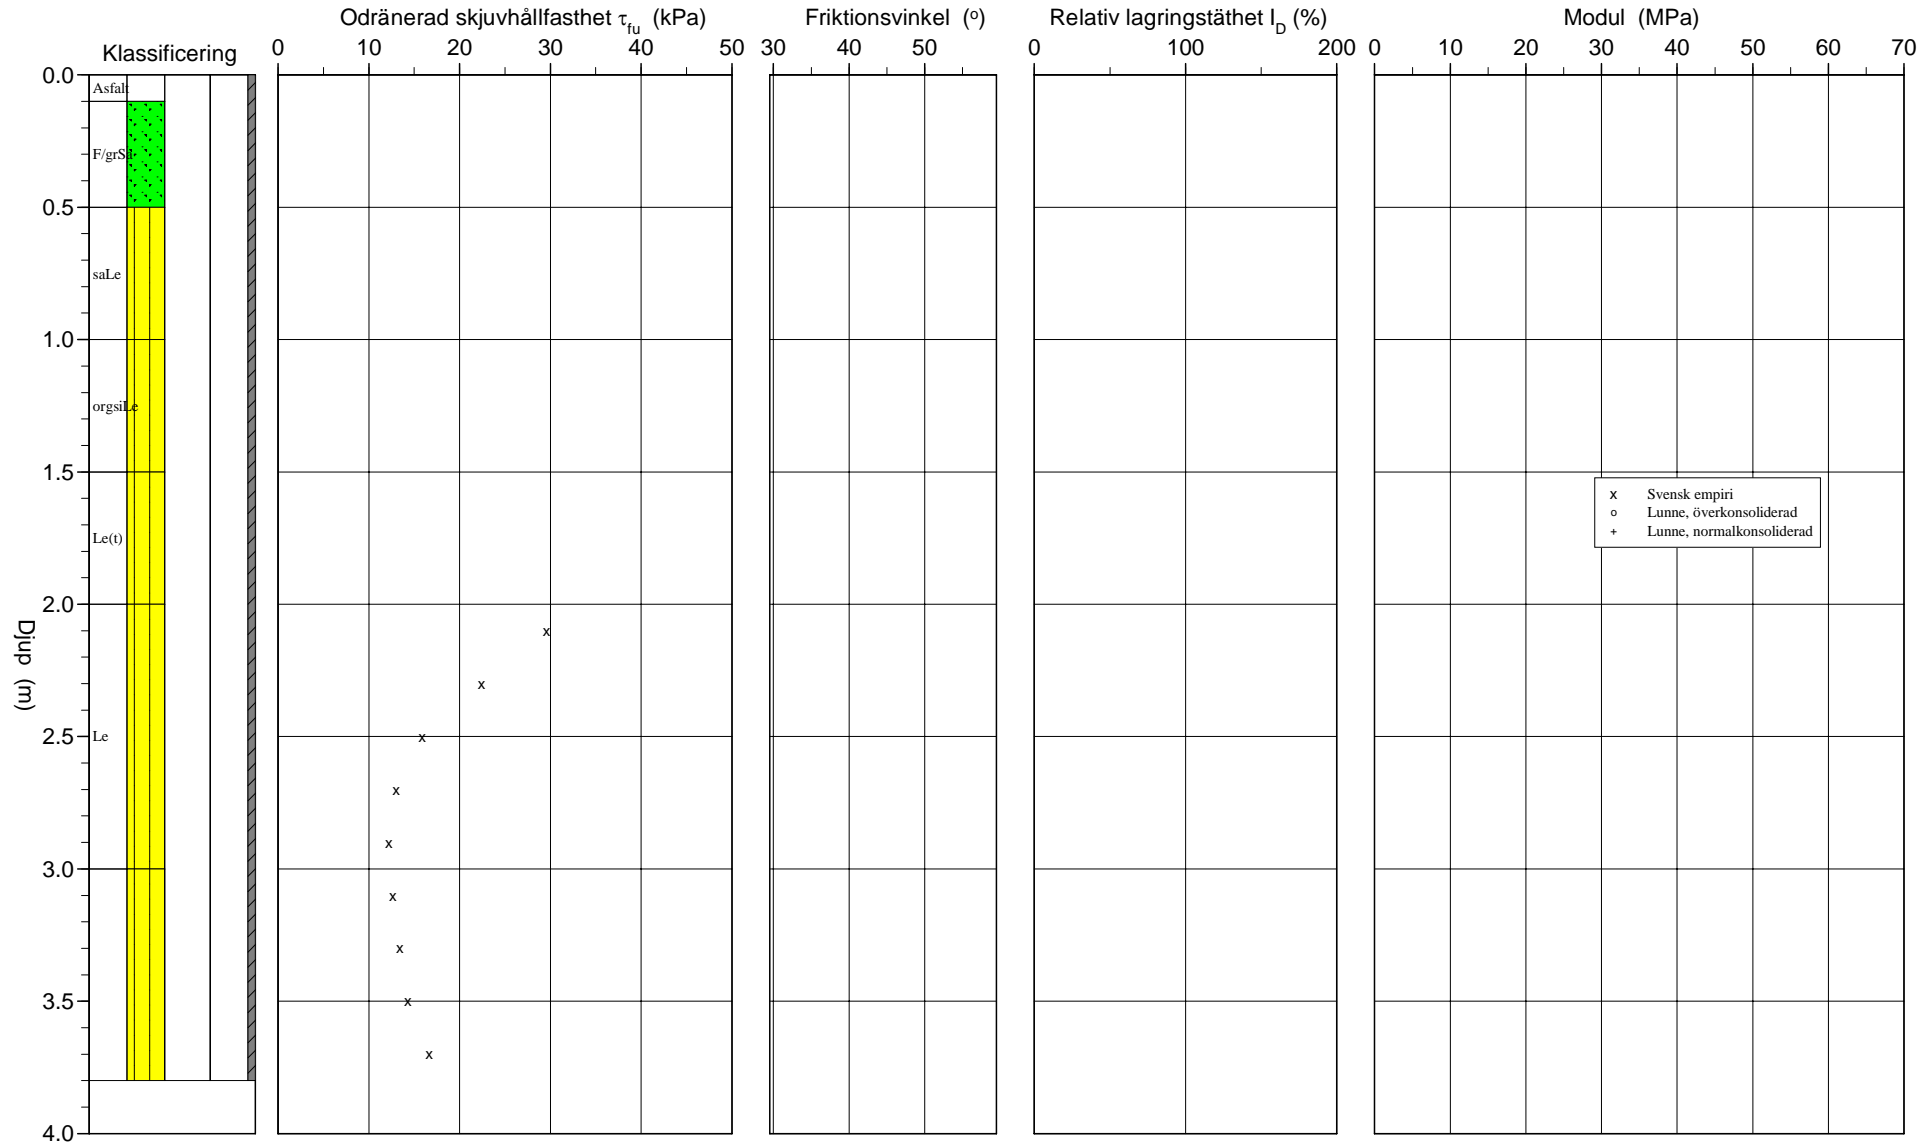 Odränerad skjuvhållfasthet τfu (kPa)
Friktionsvinkel (o)
Relativ lagringstäthet ID (%)
Modul (MPa)
Klassificering
0 10 20 30 40 50
30 40 50
0 100 200
0 10 20 30 40 50 60 70
0.0
Asfalt
F/grSa
0.5
saLe
1.0
orgsiLe
1.5
x Svensk empiri
o Lunne, överkonsoliderad
+ Lunne, normalkonsoliderad
Le(t)
2.0
x
Djup (m)
x
2.5
Le
x
x
x
3.0
x
x
3.5
x
x
4.0